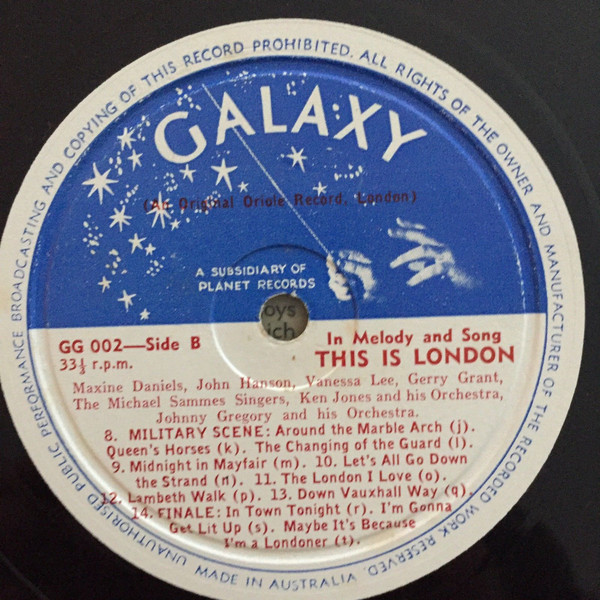 UNAUTHORISED PUBLIC PERFORMANCE BROADCASTING AND COPYING OF THIS RECORD PROHIBITED. ALL RIGHTS OF THE OWNER AND MANUFACTURER OF THE RECORDED WORK RESERVED.
GALAXY
(An Original Oriole Record, London)
A SUBSIDIARY OF
PLANET RECORDS
oys
ich
GG 002—Side B
33⅓ r.p.m.
In Melody and Song
THIS IS LONDON
Maxine Daniels, John Hanson, Vanessa Lee, Gerry Grant,
The Michael Sammes Singers, Ken Jones and his Orchestra,
Johnny Gregory and his Orchestra.
8. MILITARY SCENE: Around the Marble Arch (j).
Queen's Horses (k). The Changing of the Guard (l).
9. Midnight in Mayfair (m). 10. Let's All Go Down
the Strand (n). 11. The London I Love (o).
12. Lambeth Walk (p). 13. Down Vauxhall Way (q).
14. FINALE: In Town Tonight (r). I'm Gonna
Get Lit Up (s). Maybe It's Because
I'm a Londoner (t).
MADE IN AUSTRALIA